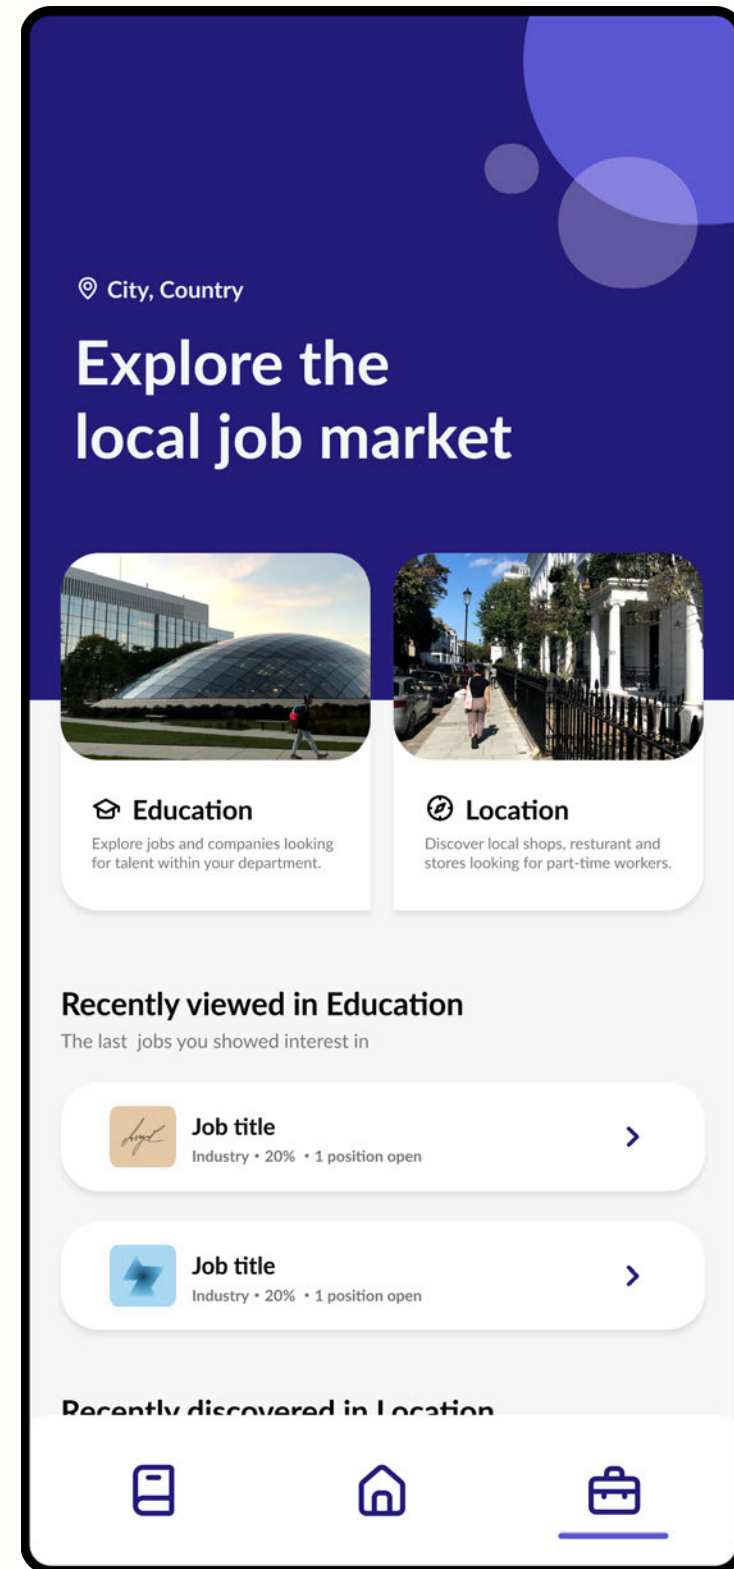 City, Country
Explore the
local job market
Education
Explore jobs and companies looking
for talent within your department.
Location
Discover local shops, resturant and
stores looking for part-time workers.
Recently viewed in Education
The last  jobs you showed interest in
Job title
Industry • 20%  • 1 position open
Job title
Industry • 20%  • 1 position open
Recently discovered in Location